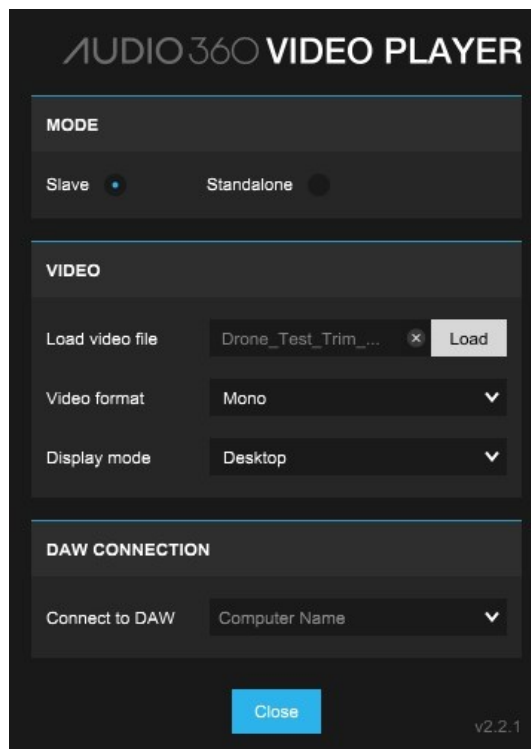 AUDIO360 VIDEO PLAYER
MODE
Slave Standalone
VIDEO
Load video file Drone_Test_Trim_... Load
Video format Mono
Display mode Desktop
DAW CONNECTION
Connect to DAW Computer Name
Close
v2.2.1